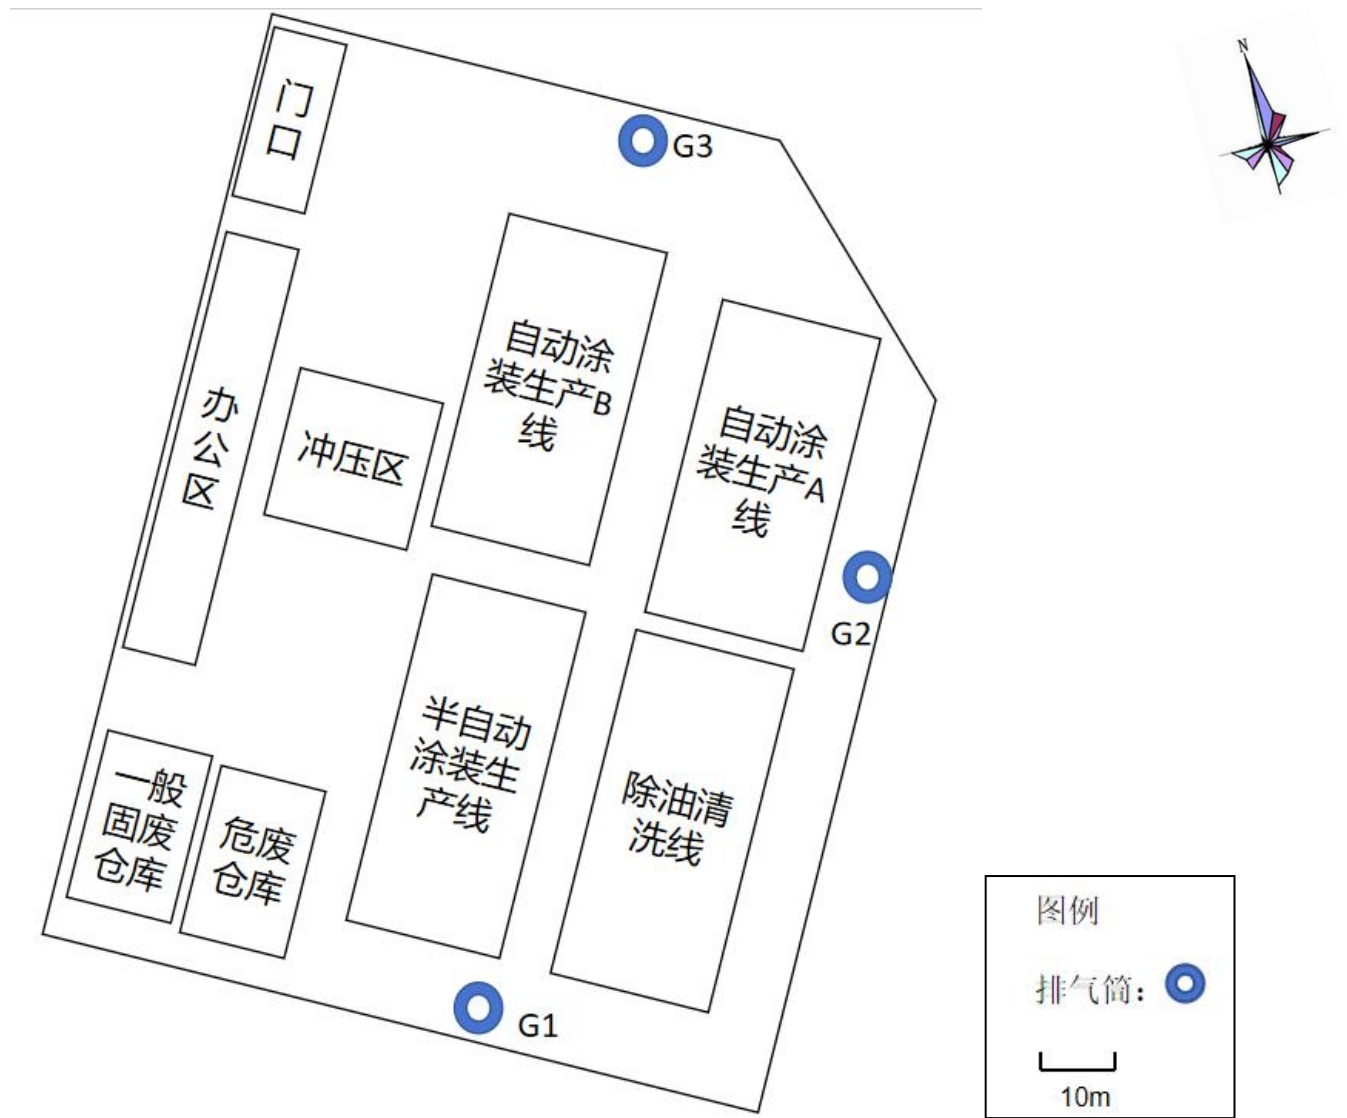 N
门
口
G3
自动涂
装生产B
线
自动涂
装生产A
线
办
公
区
冲压区
G2
半自动
涂装生
产线
除油清
洗线
一般
固废
仓库
危废
仓库
G1
图例
排气筒：
10m